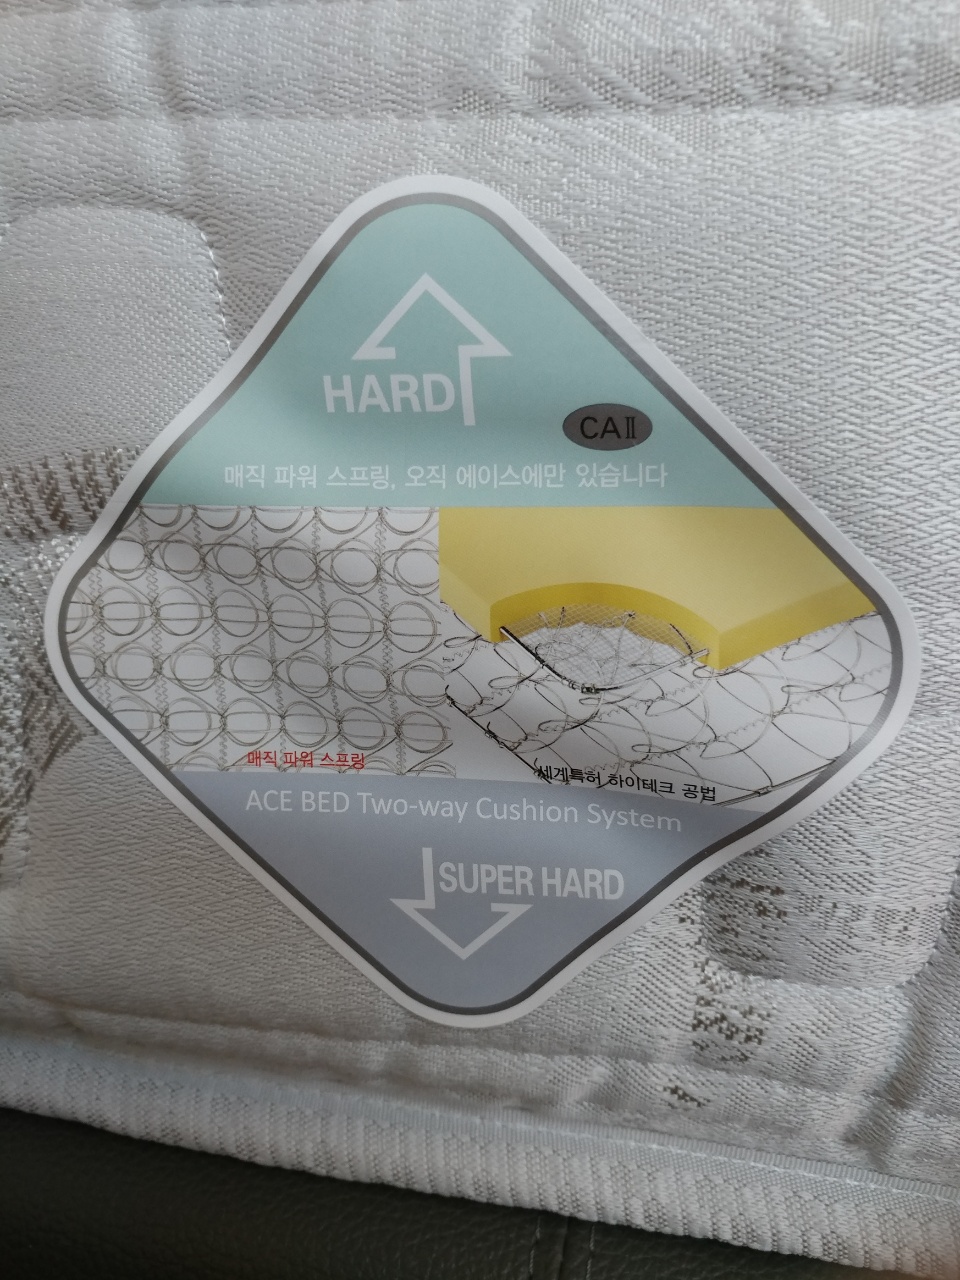 HARD
CA Ⅱ
매직 파워 스프링, 오직 에이스에만 있습니다
매직 파워 스프링
세계특허 하이테크 공법
ACE BED Two-way Cushion System
SUPER HARD